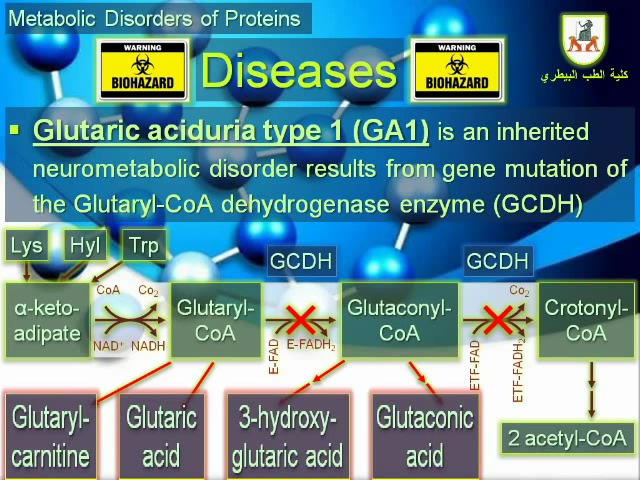 Metabolic Disorders of Proteins
WARNING
BIOHAZARD
Diseases
WARNING
BIOHAZARD
كلية الطب البيطري
Glutaric aciduria type 1 (GA1) is an inherited
neurometabolic disorder results from gene mutation of
the Glutaryl-CoA dehydrogenase enzyme (GCDH)
Lys Hyl Trp
GCDH
GCDH
α-keto-
adipate
CoA Co2
NAD+ NADH
Glutaryl-
CoA
E-FAD
E-FADH2
Glutaconyl-
CoA
Co2
ETF-FAD
ETF-FADH2
Crotonyl-
CoA
Glutaryl-
carnitine
Glutaric
acid
3-hydroxy-
glutaric acid
Glutaconic
acid
2 acetyl-CoA